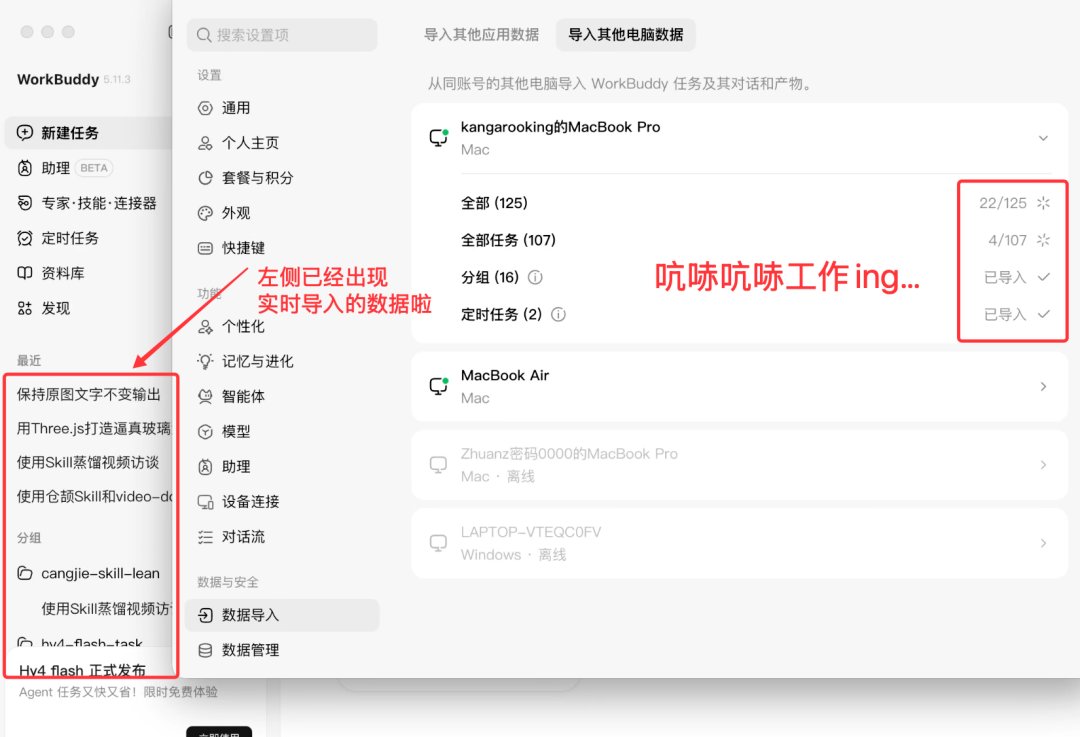 WorkBuddy 5.11.3
新建任务
助理 BETA
专家·技能·连接器
定时任务
资料库
发现
最近
保持原图文字不变输出
用Three.js打造逼真玻璃
使用Skill蒸馏视频访谈
使用仓颉Skill和video-do
分组
cangjie-skill-lean
使用Skill蒸馏视频访
hy4-flash-task
Hy4 flash 正式发布
Agent 任务又快又省！限时免费体验
立即使用
搜索设置项
设置
通用
个人主页
套餐与积分
外观
快捷键
功能
个性化
记忆与进化
智能体
模型
助理
设备连接
对话流
数据与安全
数据导入
数据管理
左侧已经出现
实时导入的数据啦
导入其他应用数据
导入其他电脑数据
从同账号的其他电脑导入 WorkBuddy 任务及其对话和产物。
kangarooking的MacBook Pro
Mac
全部 (125) 22/125
全部任务 (107) 4/107
分组 (16) 已导入
定时任务 (2) 已导入
吭哧吭哧工作ing...
MacBook Air
Mac
Zhuanz密码0000的MacBook Pro
Mac · 离线
LAPTOP-VTEQC0FV
Windows · 离线